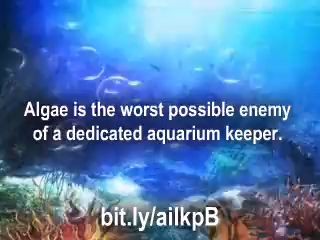 Algae is the worst possible enemy
of a dedicated aquarium keeper.
bit.ly/ailkpB